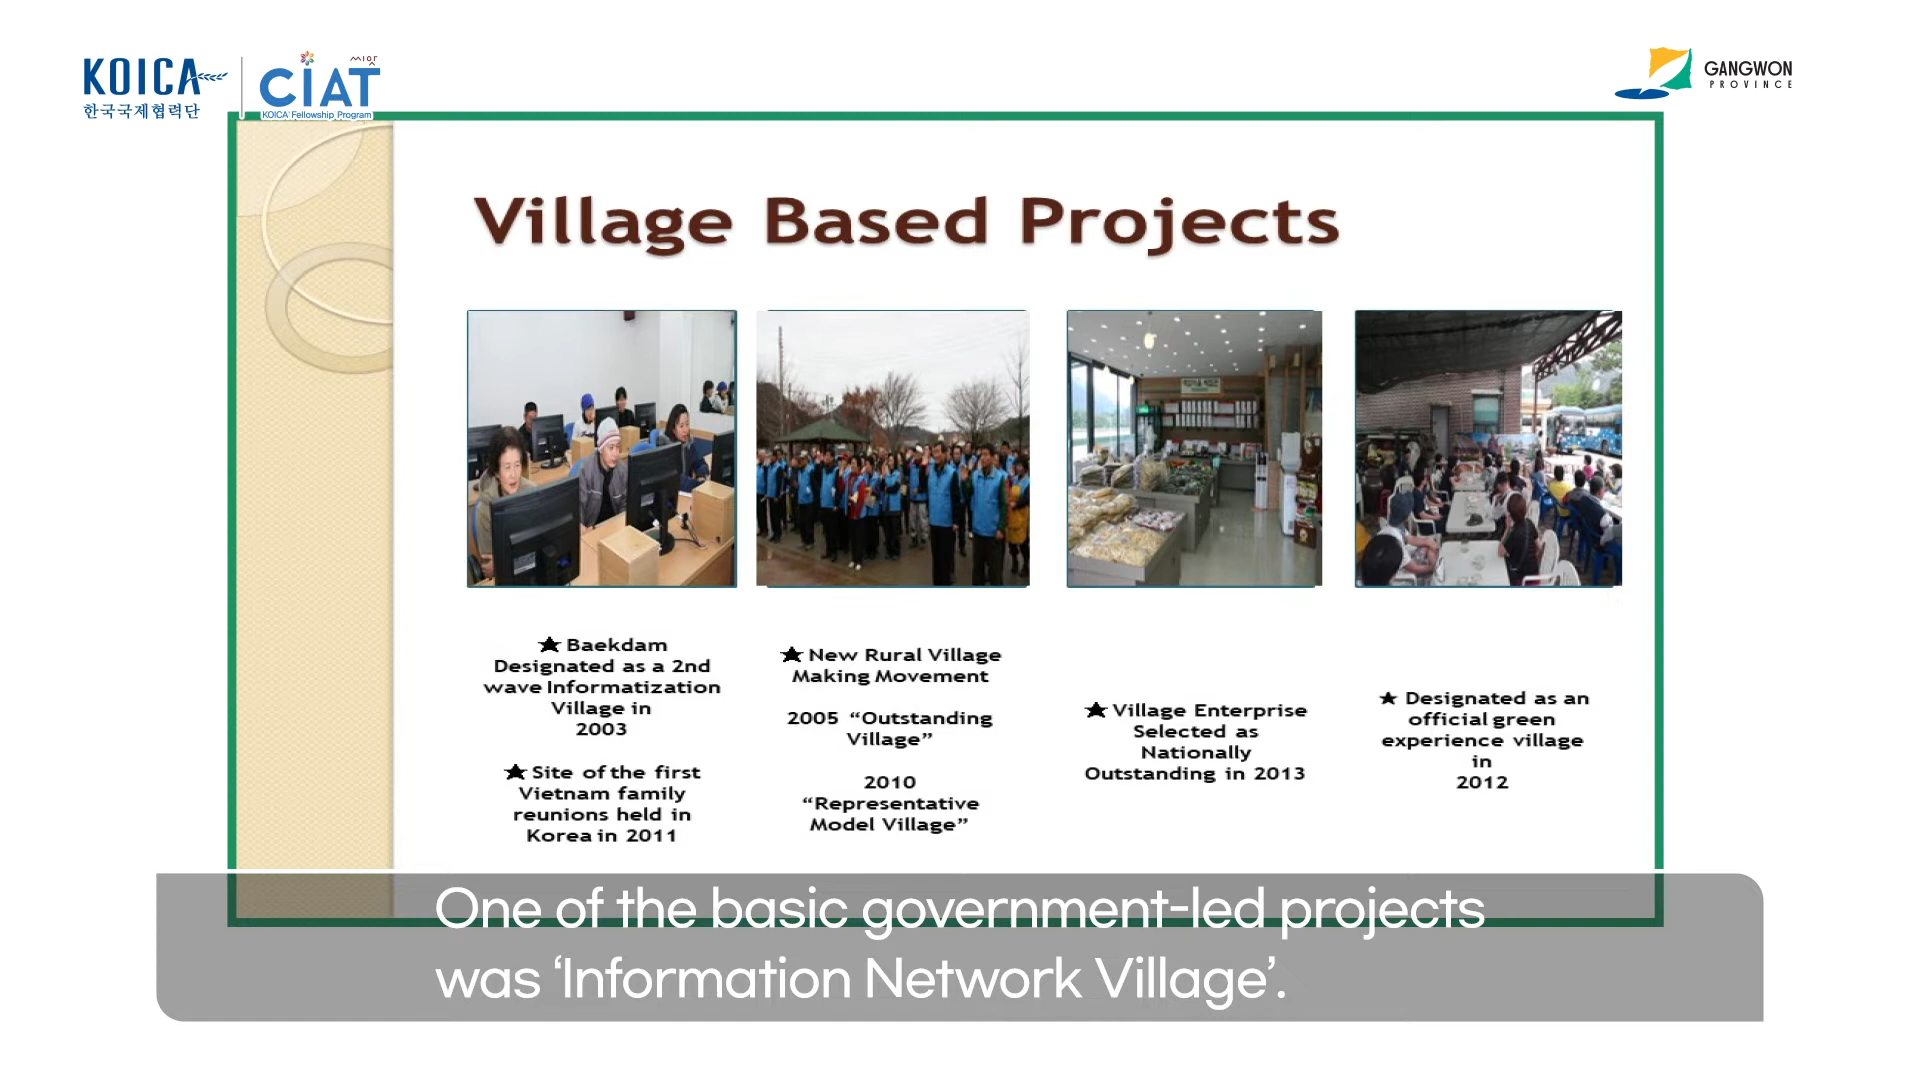 KOICA
한국국제협력단
씨앗
CIAT
KOICA Fellowship Program
GANGWON
PROVINCE
Village Based Projects
★ Baekdam
Designated as a 2nd
wave Informatization
Village in
2003
★ Site of the first
Vietnam family
reunions held in
Korea in 2011
★ New Rural Village
Making Movement
2005 “Outstanding
Village”
2010
“Representative
Model Village”
★ Village Enterprise
Selected as
Nationally
Outstanding in 2013
★ Designated as an
official green
experience village
in
2012
One of the basic government-led projects
was ‘Information Network Village’.